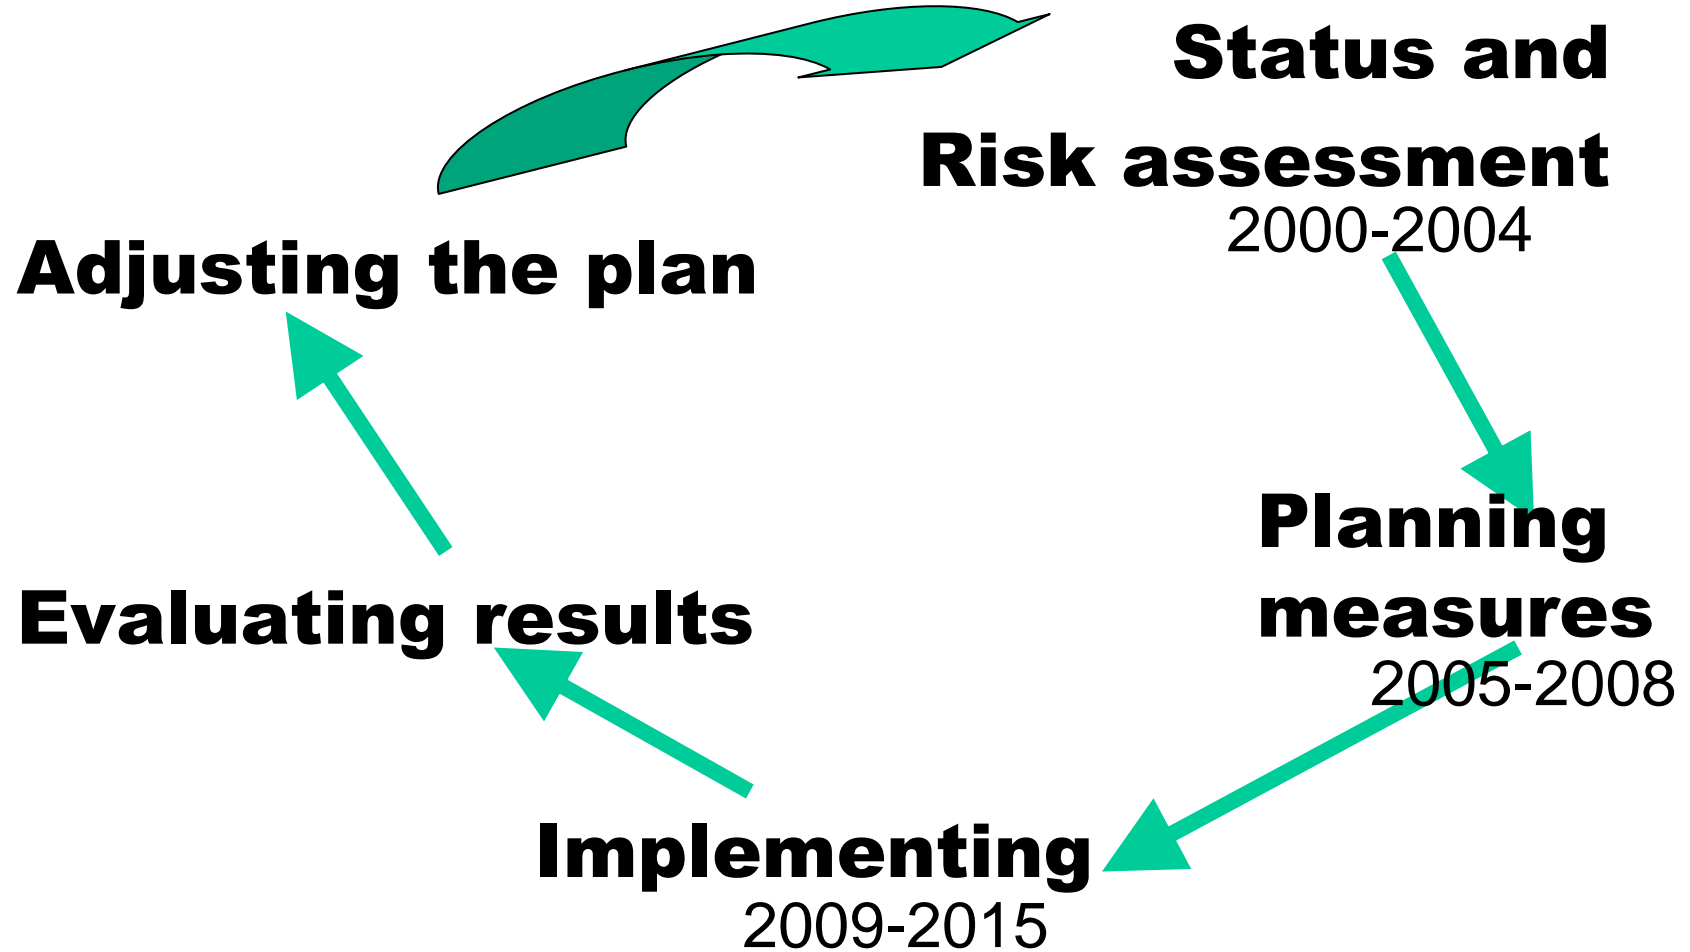 Status and
Risk assessment
2000-2004
Adjusting the plan
Planning
measures
2005-2008
Evaluating results
Implementing
2009-2015